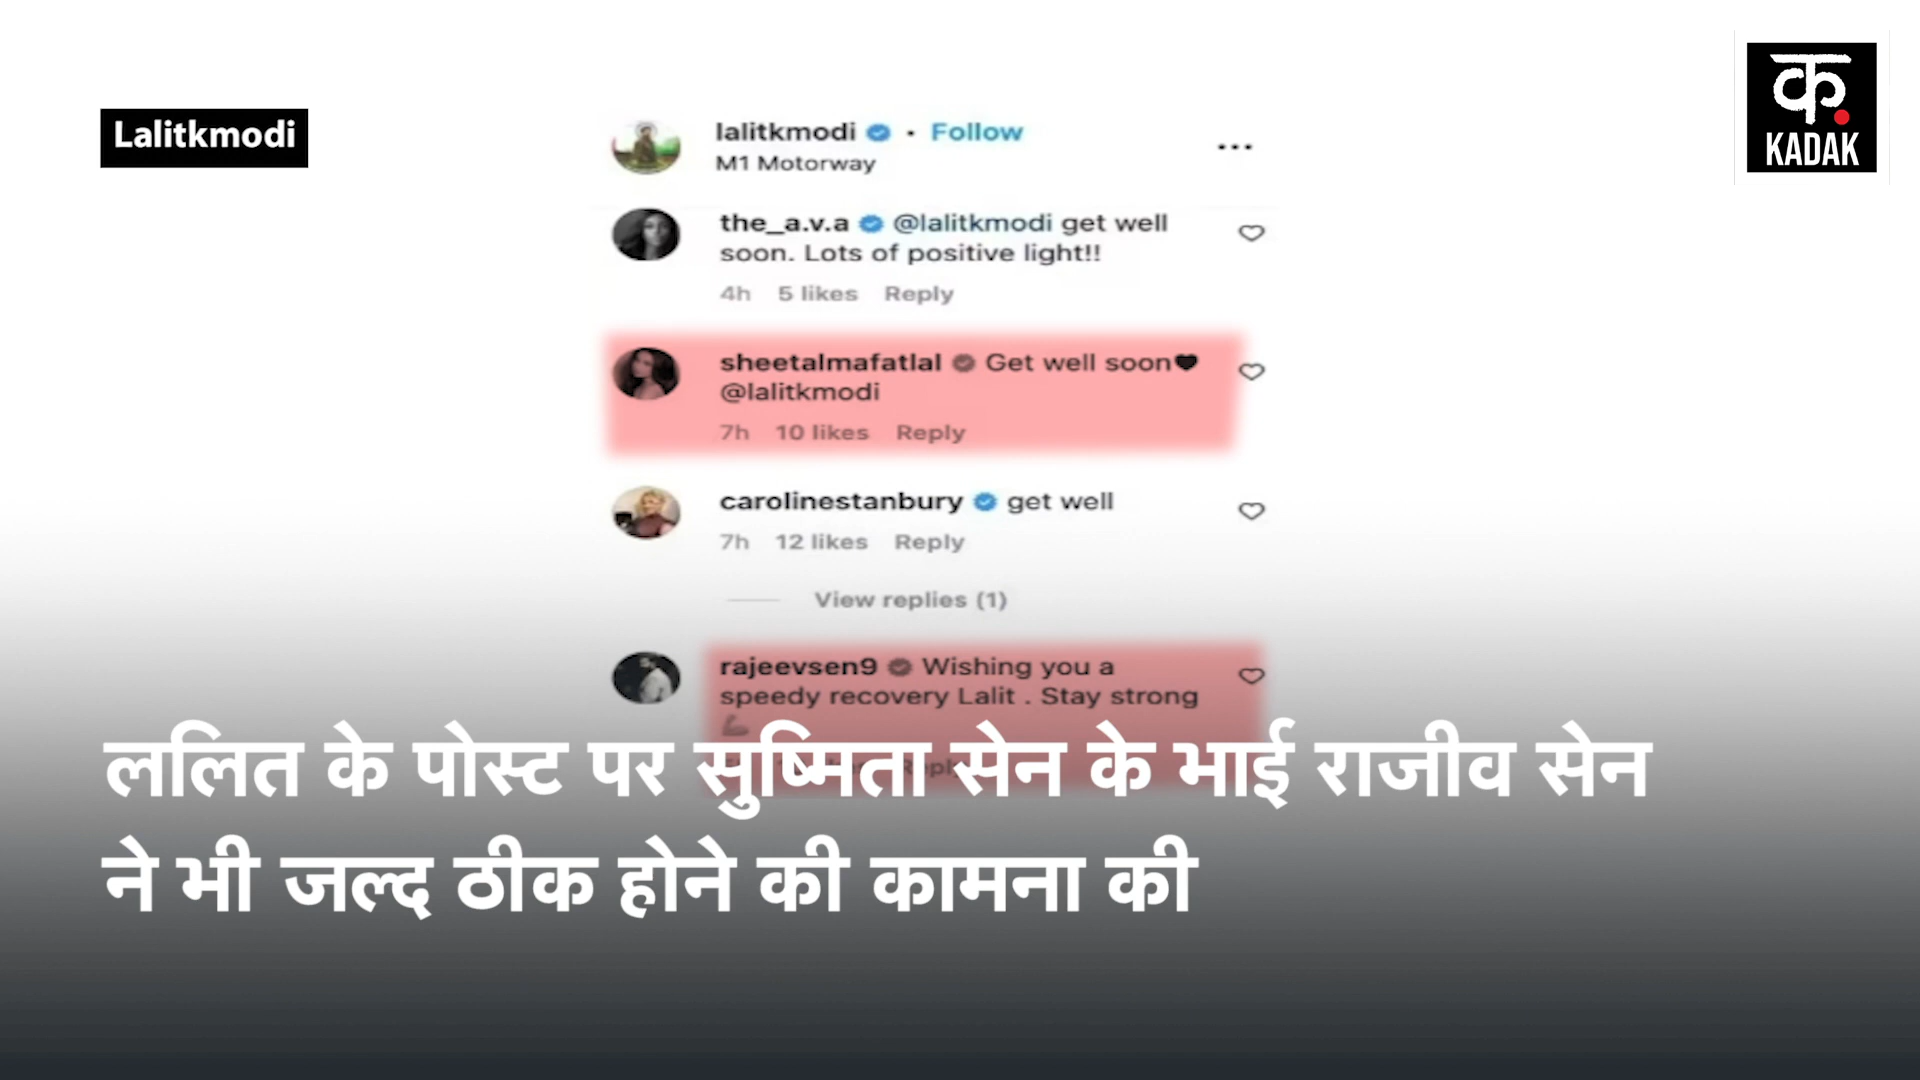 Lalitkmodi
क
KADAK
lalitkmodi • Follow
M1 Motorway
the_a.v.a @lalitkmodi get well
soon. Lots of positive light!!
4h 5 likes Reply
sheetalmafatlal Get well soon🖤
@lalitkmodi
7h 10 likes Reply
carolinestanbury get well
7h 12 likes Reply
View replies (1)
rajeevsen9 Wishing you a
speedy recovery Lalit . Stay strong
💪
Reply
ललित के पोस्ट पर सुष्मिता सेन के भाई राजीव सेन
ने भी जल्द ठीक होने की कामना की